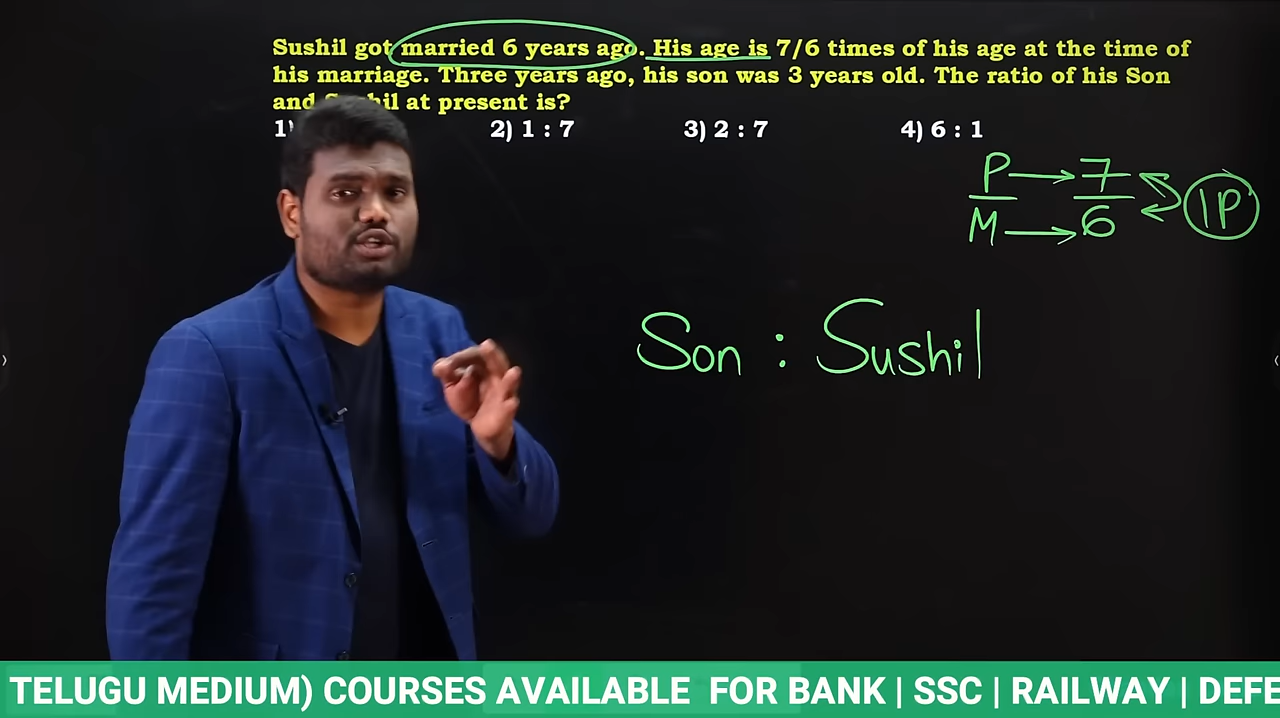 Sushil got married 6 years ago. His age is 7/6 times of his age at the time of
his marriage. Three years ago, his son was 3 years old. The ratio of his Son
and Sushil at present is?
1) 2) 1 : 7 3) 2 : 7 4) 6 : 1
P → 7
M → 6
1P
Son : Sushil
TELUGU MEDIUM) COURSES AVAILABLE FOR BANK | SSC | RAILWAY | DEFE